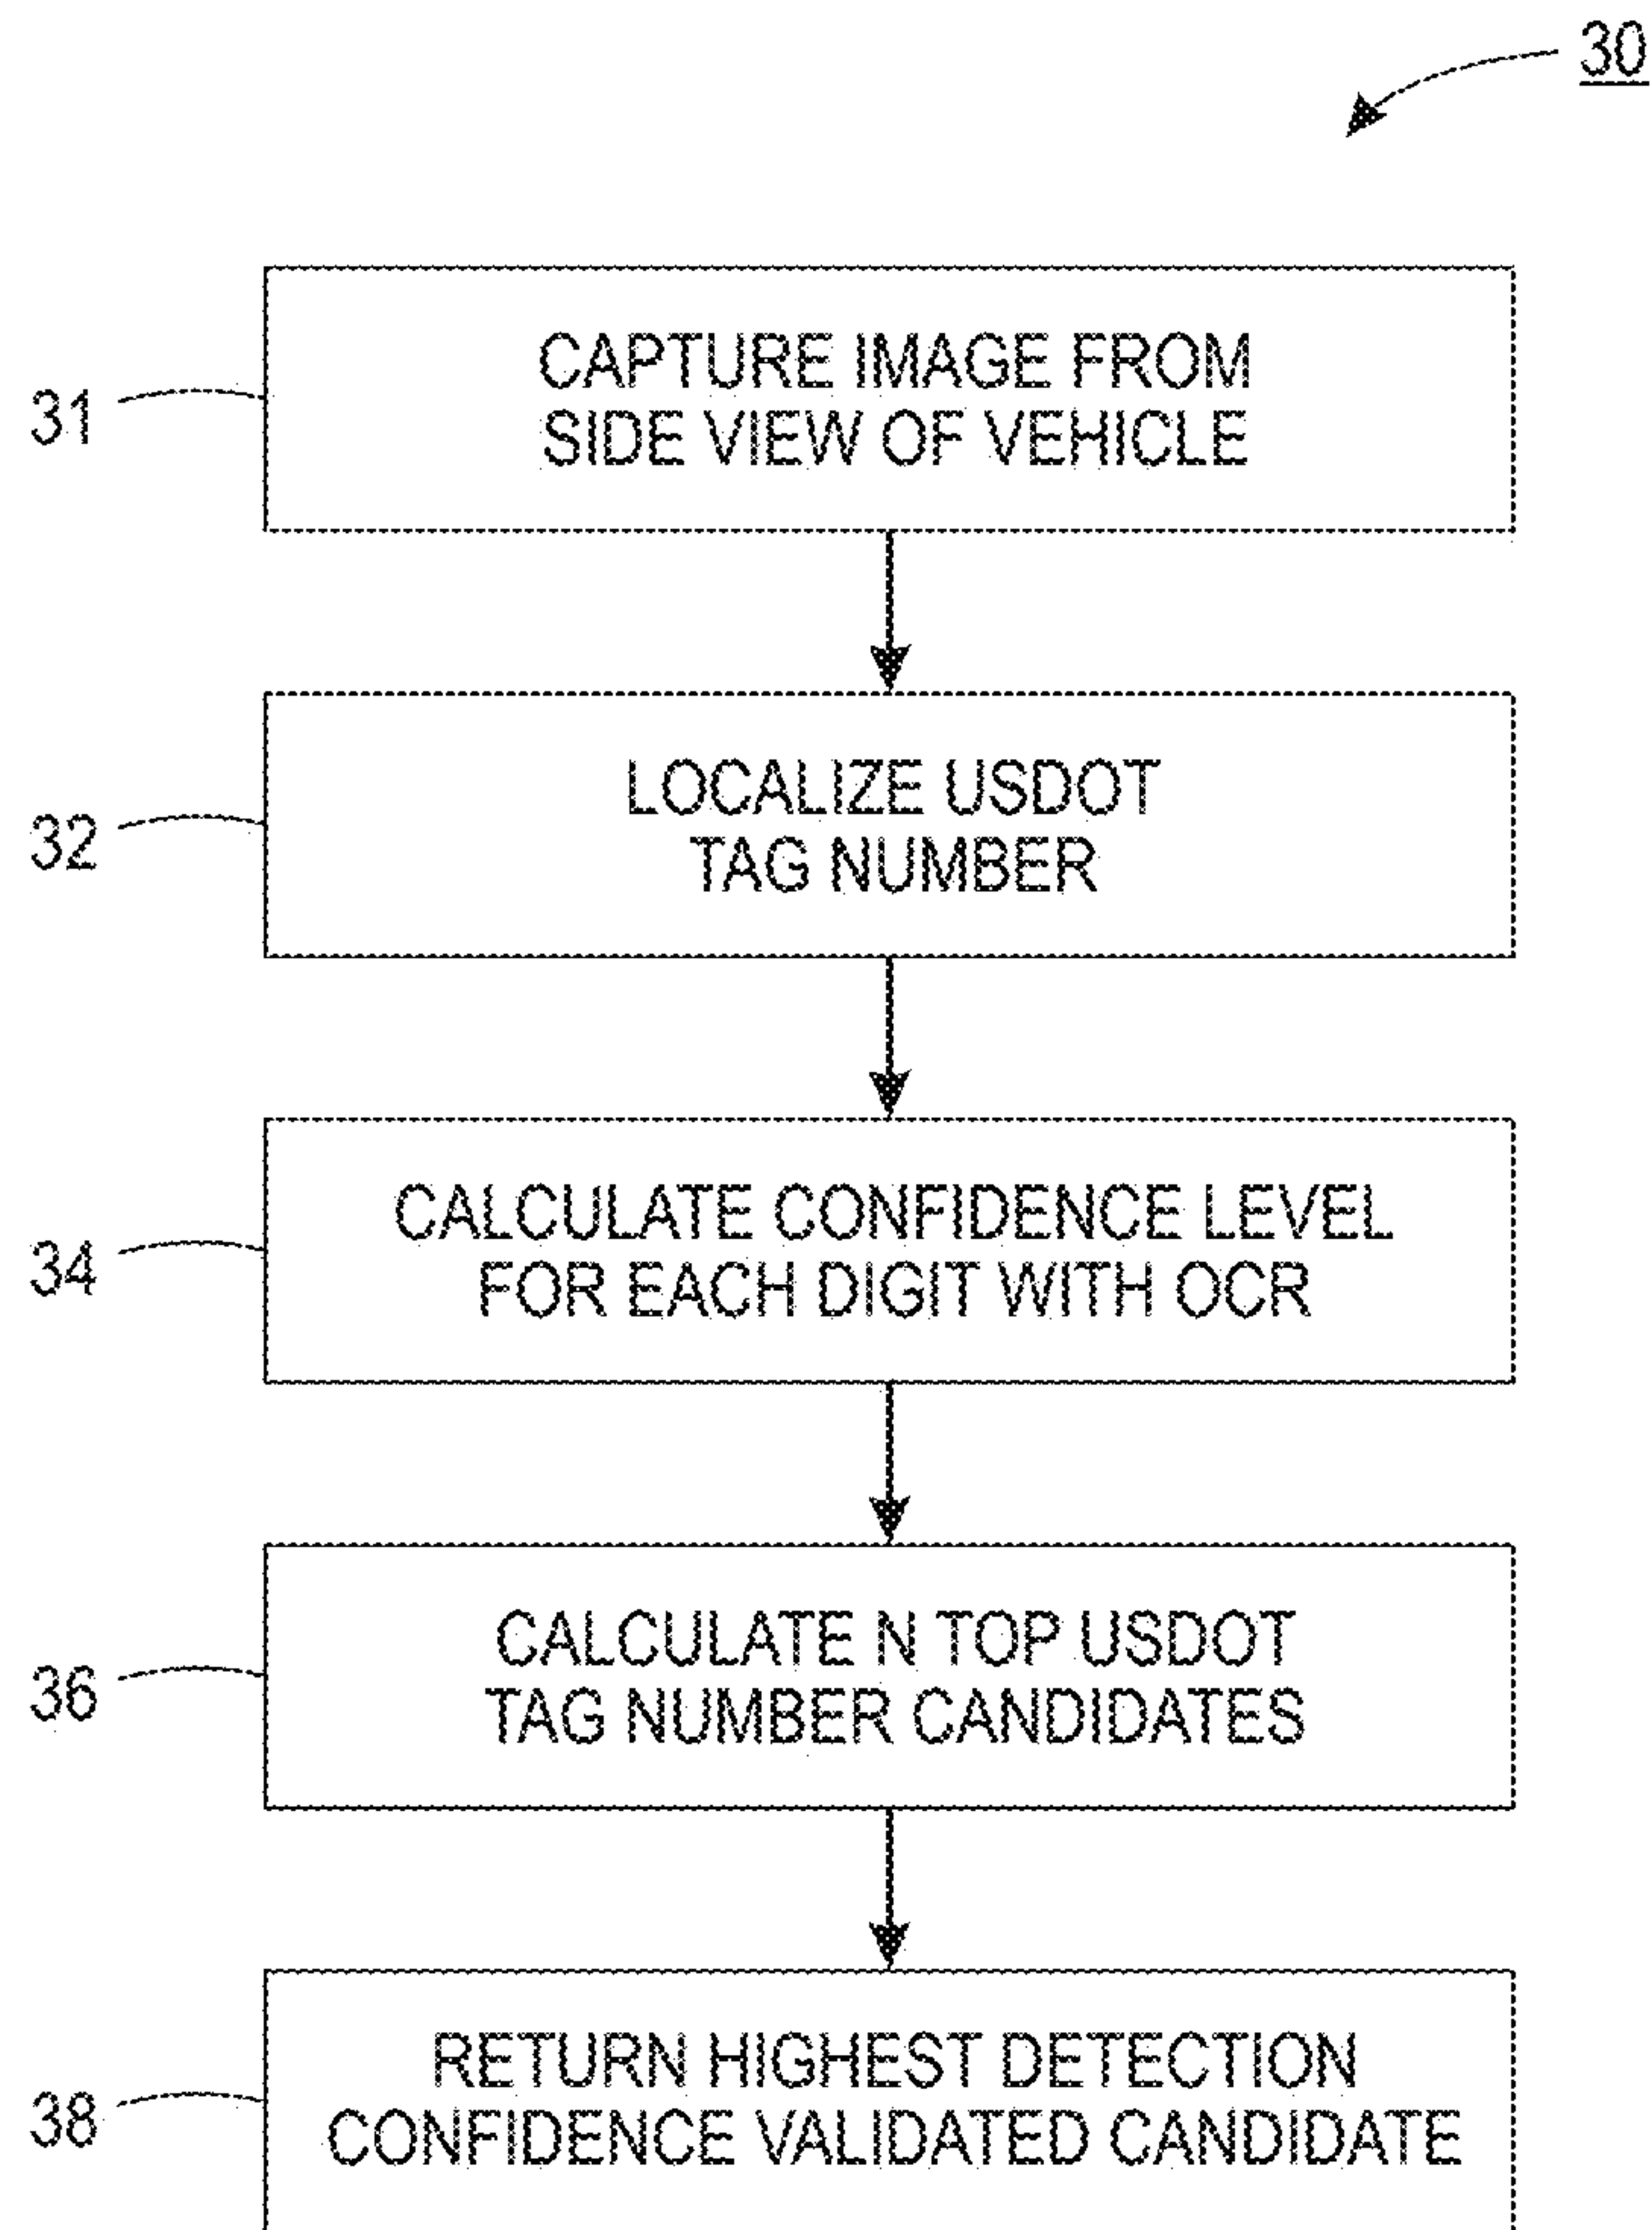 30
31
CAPTURE IMAGE FROM
SIDE VIEW OF VEHICLE
32
LOCALIZE USDOT
TAG NUMBER
34
CALCULATE CONFIDENCE LEVEL
FOR EACH DIGIT WITH OCR
36
CALCULATE N TOP USDOT
TAG NUMBER CANDIDATES
38
RETURN HIGHEST DETECTION
CONFIDENCE VALIDATED CANDIDATE